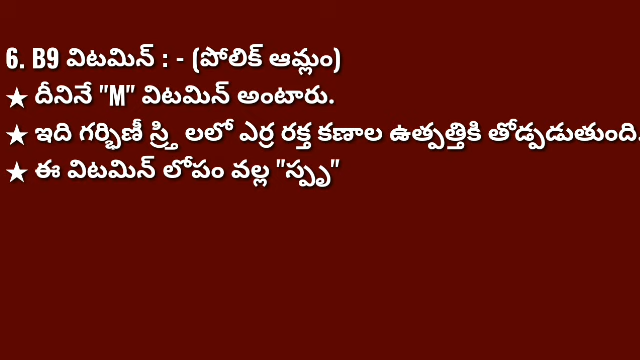 6. B9 విటమిన్ : - (పోలిక్ ఆమ్లం)
★ దీనినే "M" విటమిన్ అంటారు.
★ ఇది గర్భిణీ స్త్రి లలో ఎర్ర రక్త కణాల ఉత్పత్తికి తోడ్పడుతుంది.
★ ఈ విటమిన్ లోపం వల్ల "స్పృ"